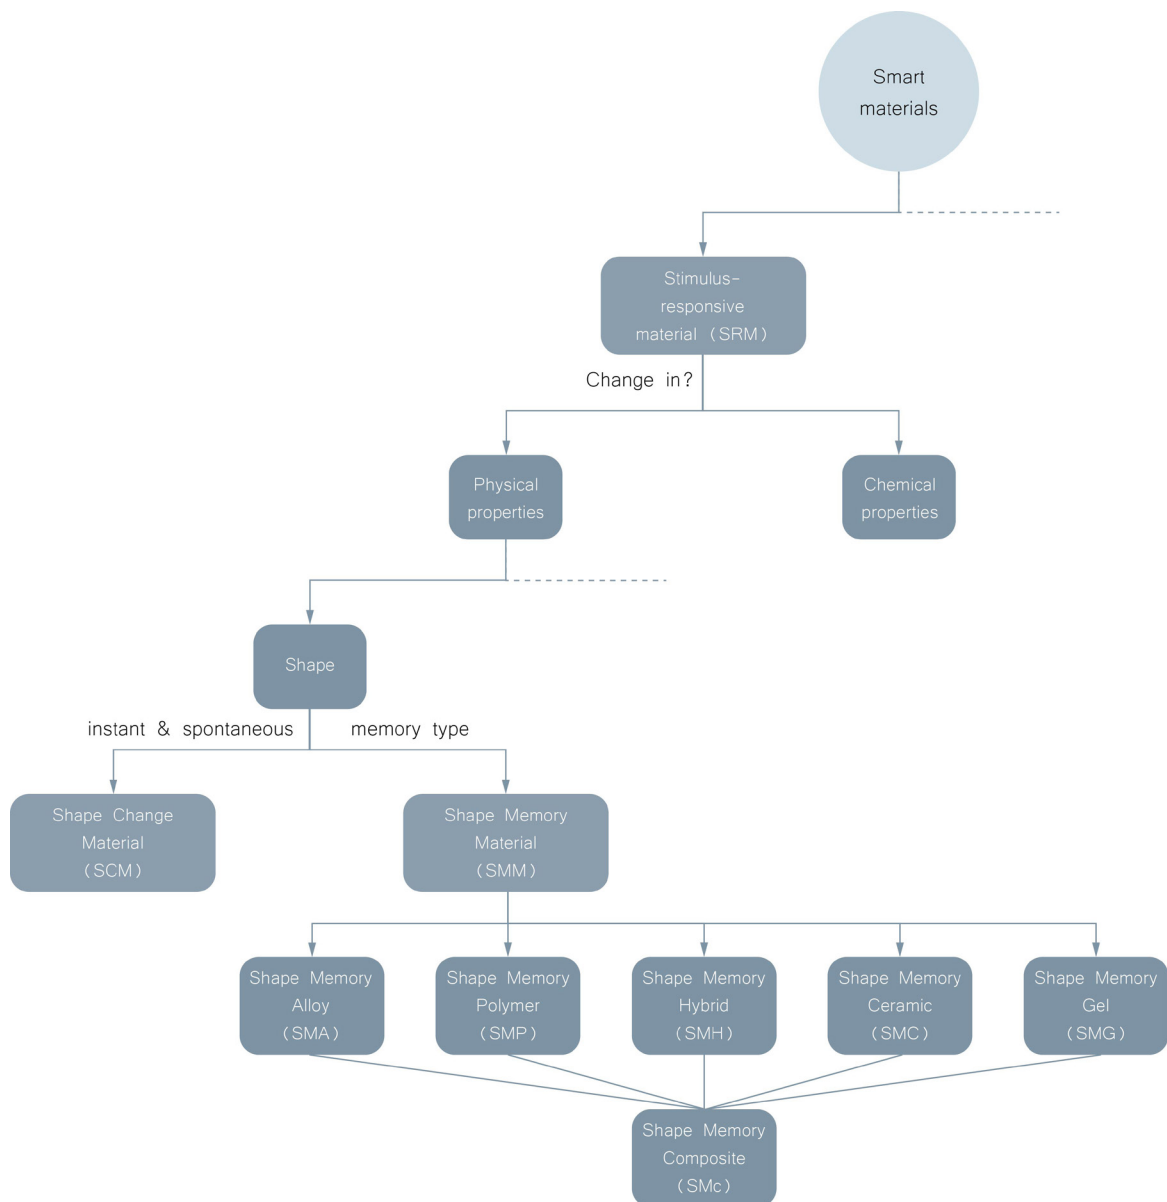 Smart
materials
Stimulus-
responsive
material (SRM)
Change in?
Physical
properties
Chemical
properties
Shape
instant & spontaneous
memory type
Shape Change
Material
(SCM)
Shape Memory
Material
(SMM)
Shape Memory
Alloy
(SMA)
Shape Memory
Polymer
(SMP)
Shape Memory
Hybrid
(SMH)
Shape Memory
Ceramic
(SMC)
Shape Memory
Gel
(SMG)
Shape Memory
Composite
(SMc)